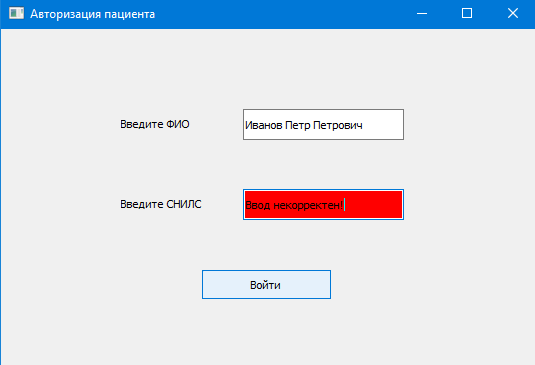 Авторизация пациента
Введите ФИО
Иванов Петр Петрович
Введите СНИЛС
Ввод некорректен!
Войти